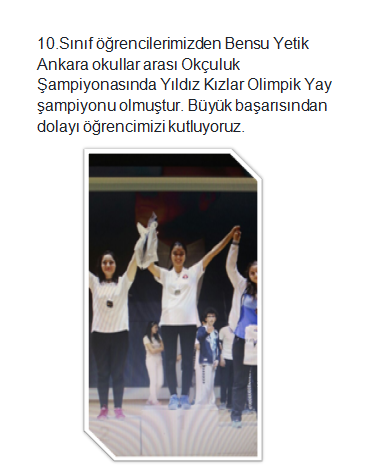 10.Sınıf öğrencilerimizden Bensu Yetik
Ankara okullar arası Okçuluk
Şampiyonasında Yıldız Kızlar Olimpik Yay
şampiyonu olmuştur. Büyük başarısından
dolayı öğrencimizi kutluyoruz.